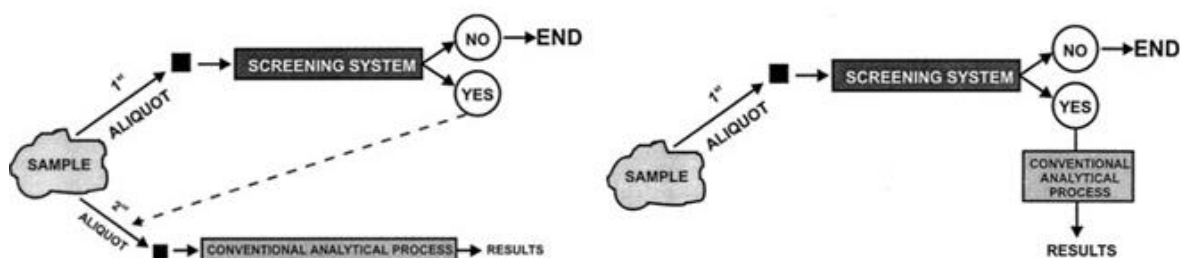 NO
END
1st
ALIQUOT
SCREENING SYSTEM
YES
SAMPLE
2nd
ALIQUOT
CONVENTIONAL ANALYTICAL PROCESS
RESULTS
NO
END
1st
ALIQUOT
SCREENING SYSTEM
YES
SAMPLE
CONVENTIONAL
ANALYTICAL
PROCESS
RESULTS